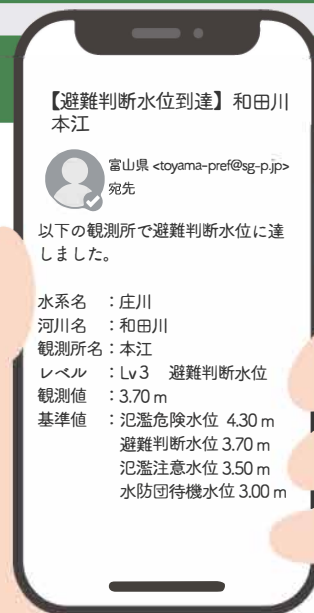 【避難判断水位到達】和田川
本江
富山県 <toyama-pref@sg-p.jp>
宛先
以下の観測所で避難判断水位に達
しました。
水系名 ：庄川
河川名 ：和田川
観測所名：本江
レベル ：Lv3 避難判断水位
観測値 ：3.70 m
基準値 ：氾濫危険水位 4.30 m
避難判断水位 3.70 m
氾濫注意水位 3.50 m
水防団待機水位 3.00 m